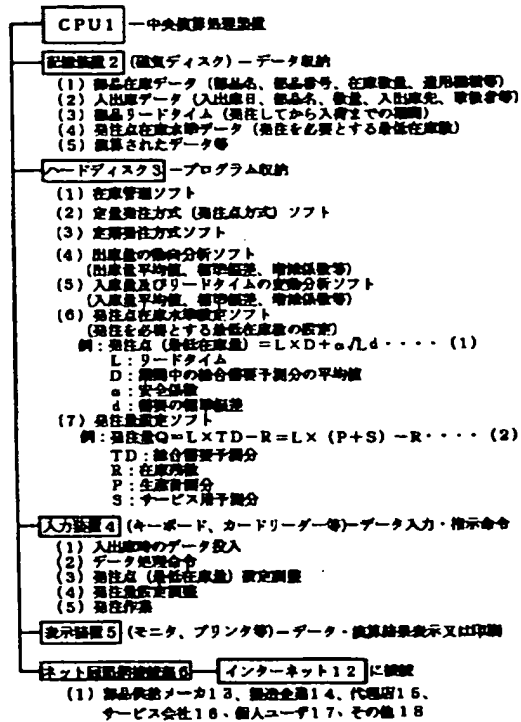 CPU1 ー中央演算処理装置
記憶装置2 (磁気ディスク)ーデータ収納
(1) 部品在庫データ (部品名、部品番号、在庫数量、適用機種等)
(2) 入出庫データ (入出庫日、部品名、数量、入出庫先、取扱者等)
(3) 部品リードタイム (発注してから入荷までの期間)
(4) 発注点在庫水準データ (発注を必要とする最低在庫数)
(5) 演算されたデータ等
ハードディスク3 ープログラム収納
(1) 在庫管理ソフト
(2) 定量発注方式 (発注点方式) ソフト
(3) 定期発注方式ソフト
(4) 出庫量の動向分析ソフト
(出庫量平均値、標準偏差、増減係数等)
(5) 入庫量及びリードタイムの変動分析ソフト
(入庫量平均値、標準偏差、増減係数等)
(6) 発注点在庫水準設定ソフト
(発注を必要とする最低在庫数の設定)
例:発注点 (最低在庫量) =L×D+α√Ld・・・・ (1)
L:リードタイム
D:期間中の総合需要予測分の平均値
α:安全係数
d:需要の標準偏差
(7) 発注量設定ソフト
例:発注量Q=L×TD−R=L× (P+S) −R・・・・ (2)
TD:総合需要予測分
R:在庫残数
P:生産計画分
S:サービス用予測分
入力装置4 (キーボード、カードリーダー等)ーデータ入力・指示命令
(1) 入出庫時のデータ投入
(2) データ処理命令
(3) 発注点 (最低在庫量) 設定調整
(4) 発注量設定調整
(5) 発注作業
表示装置5 (モニタ、プリンタ等)ーデータ・演算結果表示又は印刷
ネット回路接続器6 インターネット12 に接続
(1) 部品供給メーカ13、製造企業14、代理店15、
サービス会社16、個人ユーザ17、その他18